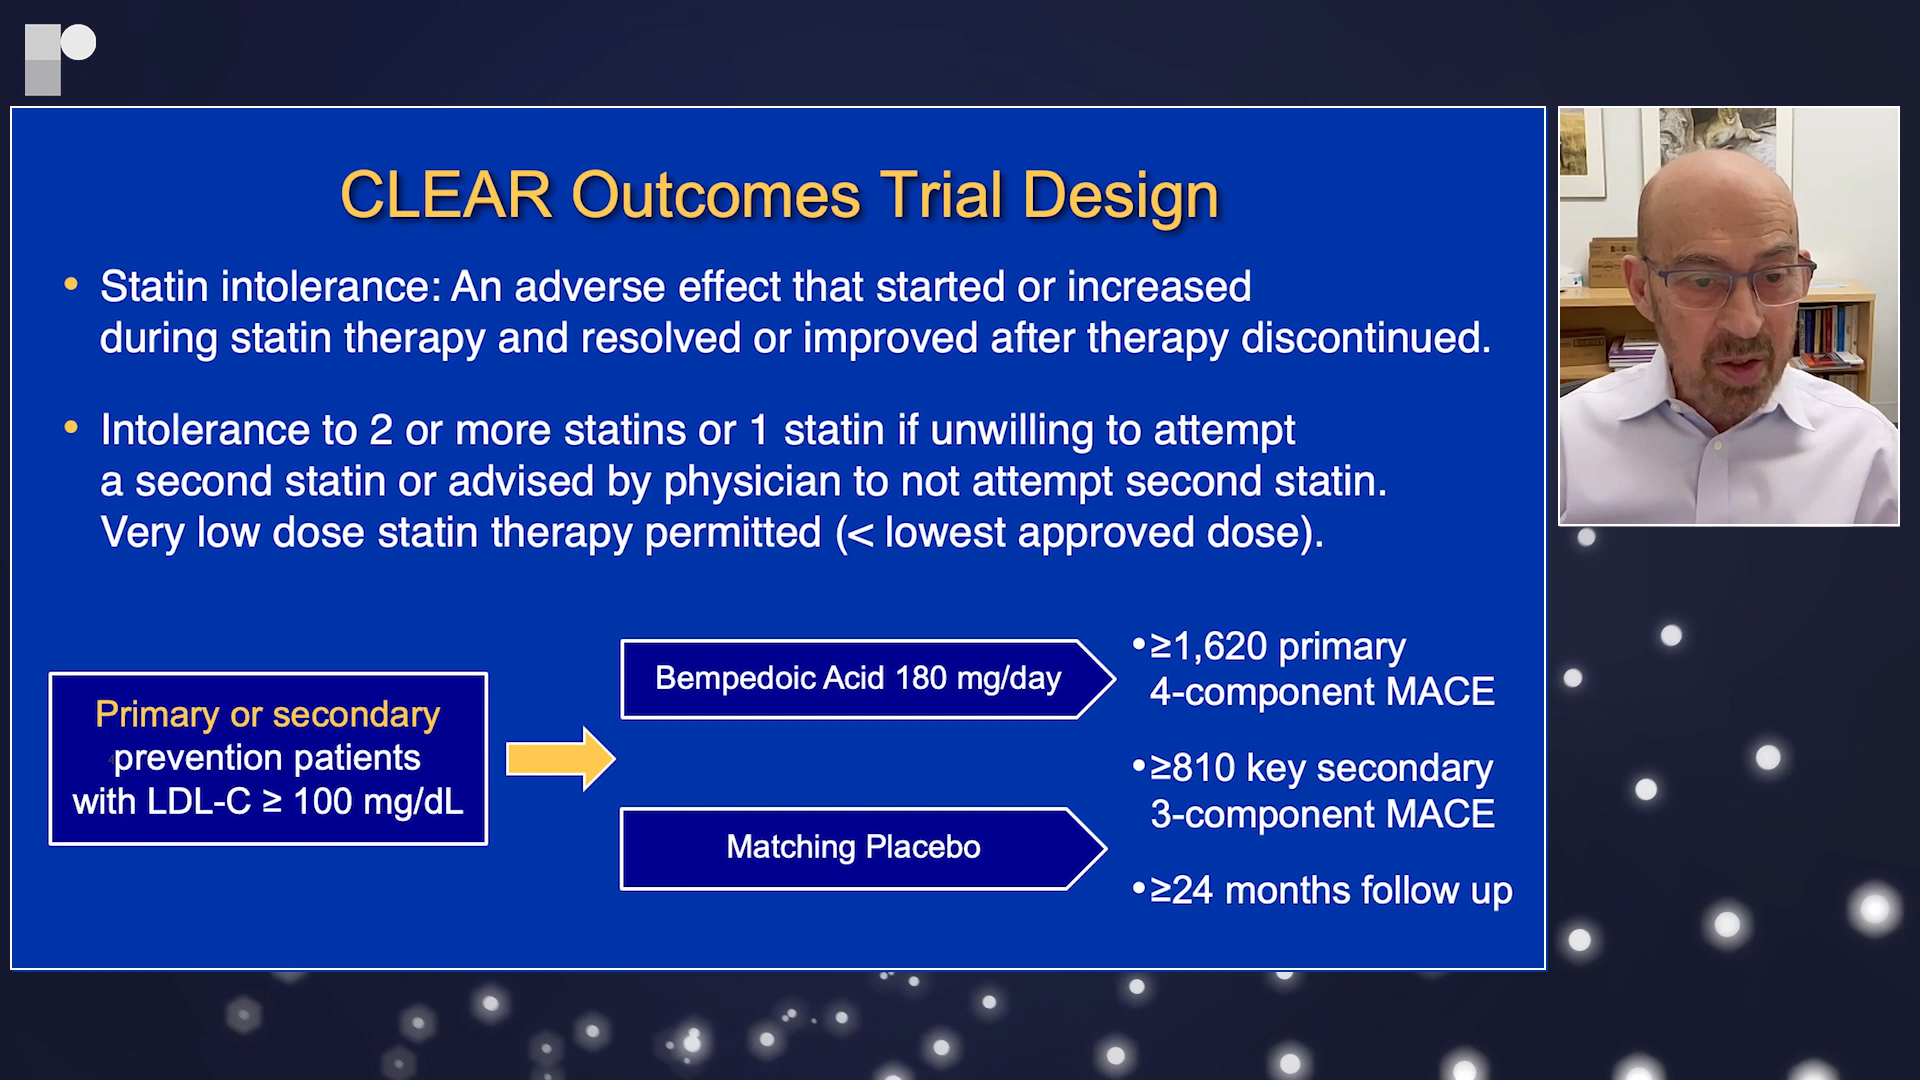 CLEAR Outcomes Trial Design
• Statin intolerance: An adverse effect that started or increased
during statin therapy and resolved or improved after therapy discontinued.
• Intolerance to 2 or more statins or 1 statin if unwilling to attempt
a second statin or advised by physician to not attempt second statin.
Very low dose statin therapy permitted (< lowest approved dose).
Primary or secondary
prevention patients
with LDL-C ≥ 100 mg/dL
Bempedoic Acid 180 mg/day
Matching Placebo
•≥1,620 primary
4-component MACE
•≥810 key secondary
3-component MACE
•≥24 months follow up